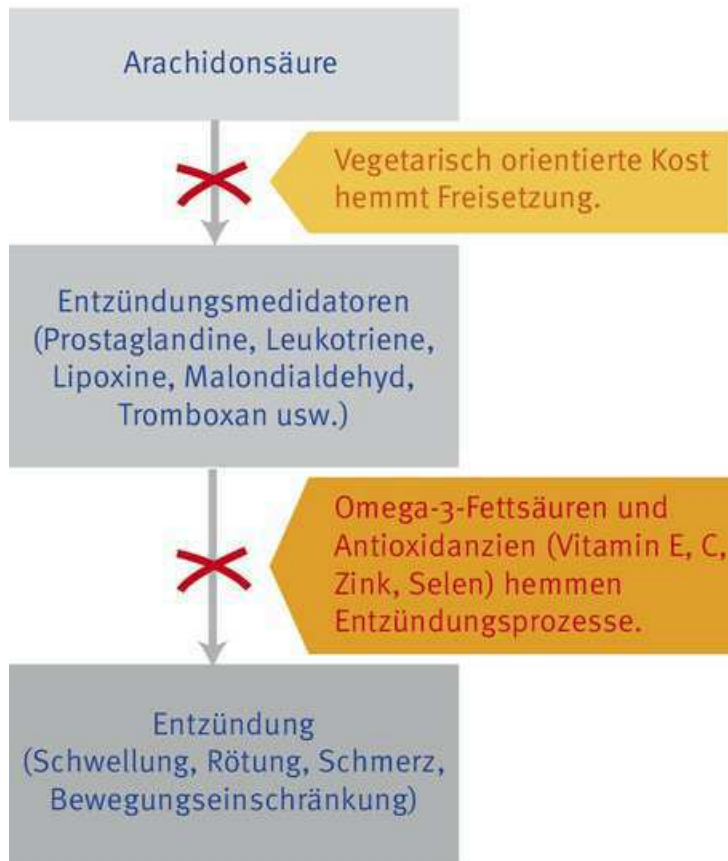 Arachidonsäure
Vegetarisch orientierte Kost
hemmt Freisetzung.
Entzündungsmedidatoren
(Prostaglandine, Leukotriene,
Lipoxine, Malondialdehyd,
Tromboxan usw.)
Omega-3-Fettsäuren und
Antioxidanzien (Vitamin E, C,
Zink, Selen) hemmen
Entzündungsprozesse.
Entzündung
(Schwellung, Rötung, Schmerz,
Bewegungseinschränkung)